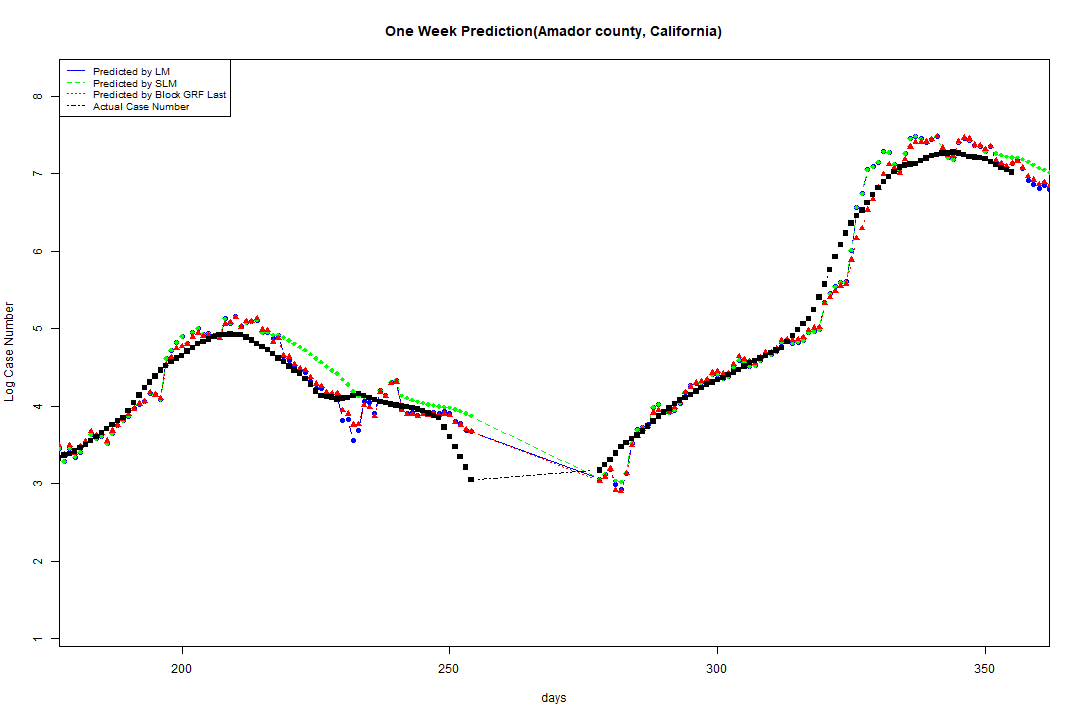 One Week Prediction(Amador county, California)
Predicted by LM
Predicted by SLM
Predicted by Block GRF Last
Actual Case Number
Log Case Number
8
7
6
5
4
3
2
1
200 250 300 350
days